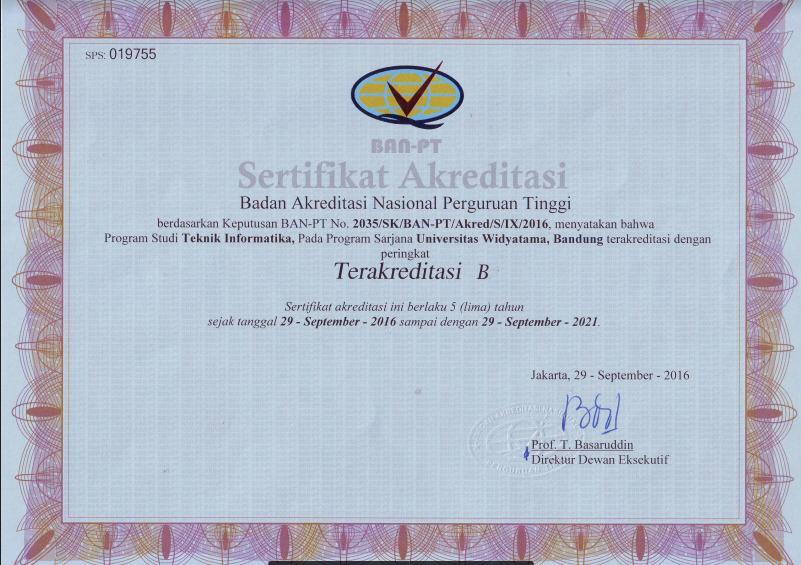 SPS: 019755
BAN-PT
Sertifikat Akreditasi
Badan Akreditasi Nasional Perguruan Tinggi
berdasarkan Keputusan BAN-PT No. 2035/SK/BAN-PT/Akred/S/IX/2016, menyatakan bahwa
Program Studi Teknik Informatika, Pada Program Sarjana Universitas Widyatama, Bandung terakreditasi dengan
peringkat
Terakreditasi B
Sertifikat akreditasi ini berlaku 5 (lima) tahun
sejak tanggal 29 - September - 2016 sampai dengan 29 - September - 2021.
Jakarta, 29 - September - 2016
Prof. T. Basaruddin
Direktur Dewan Eksekutif